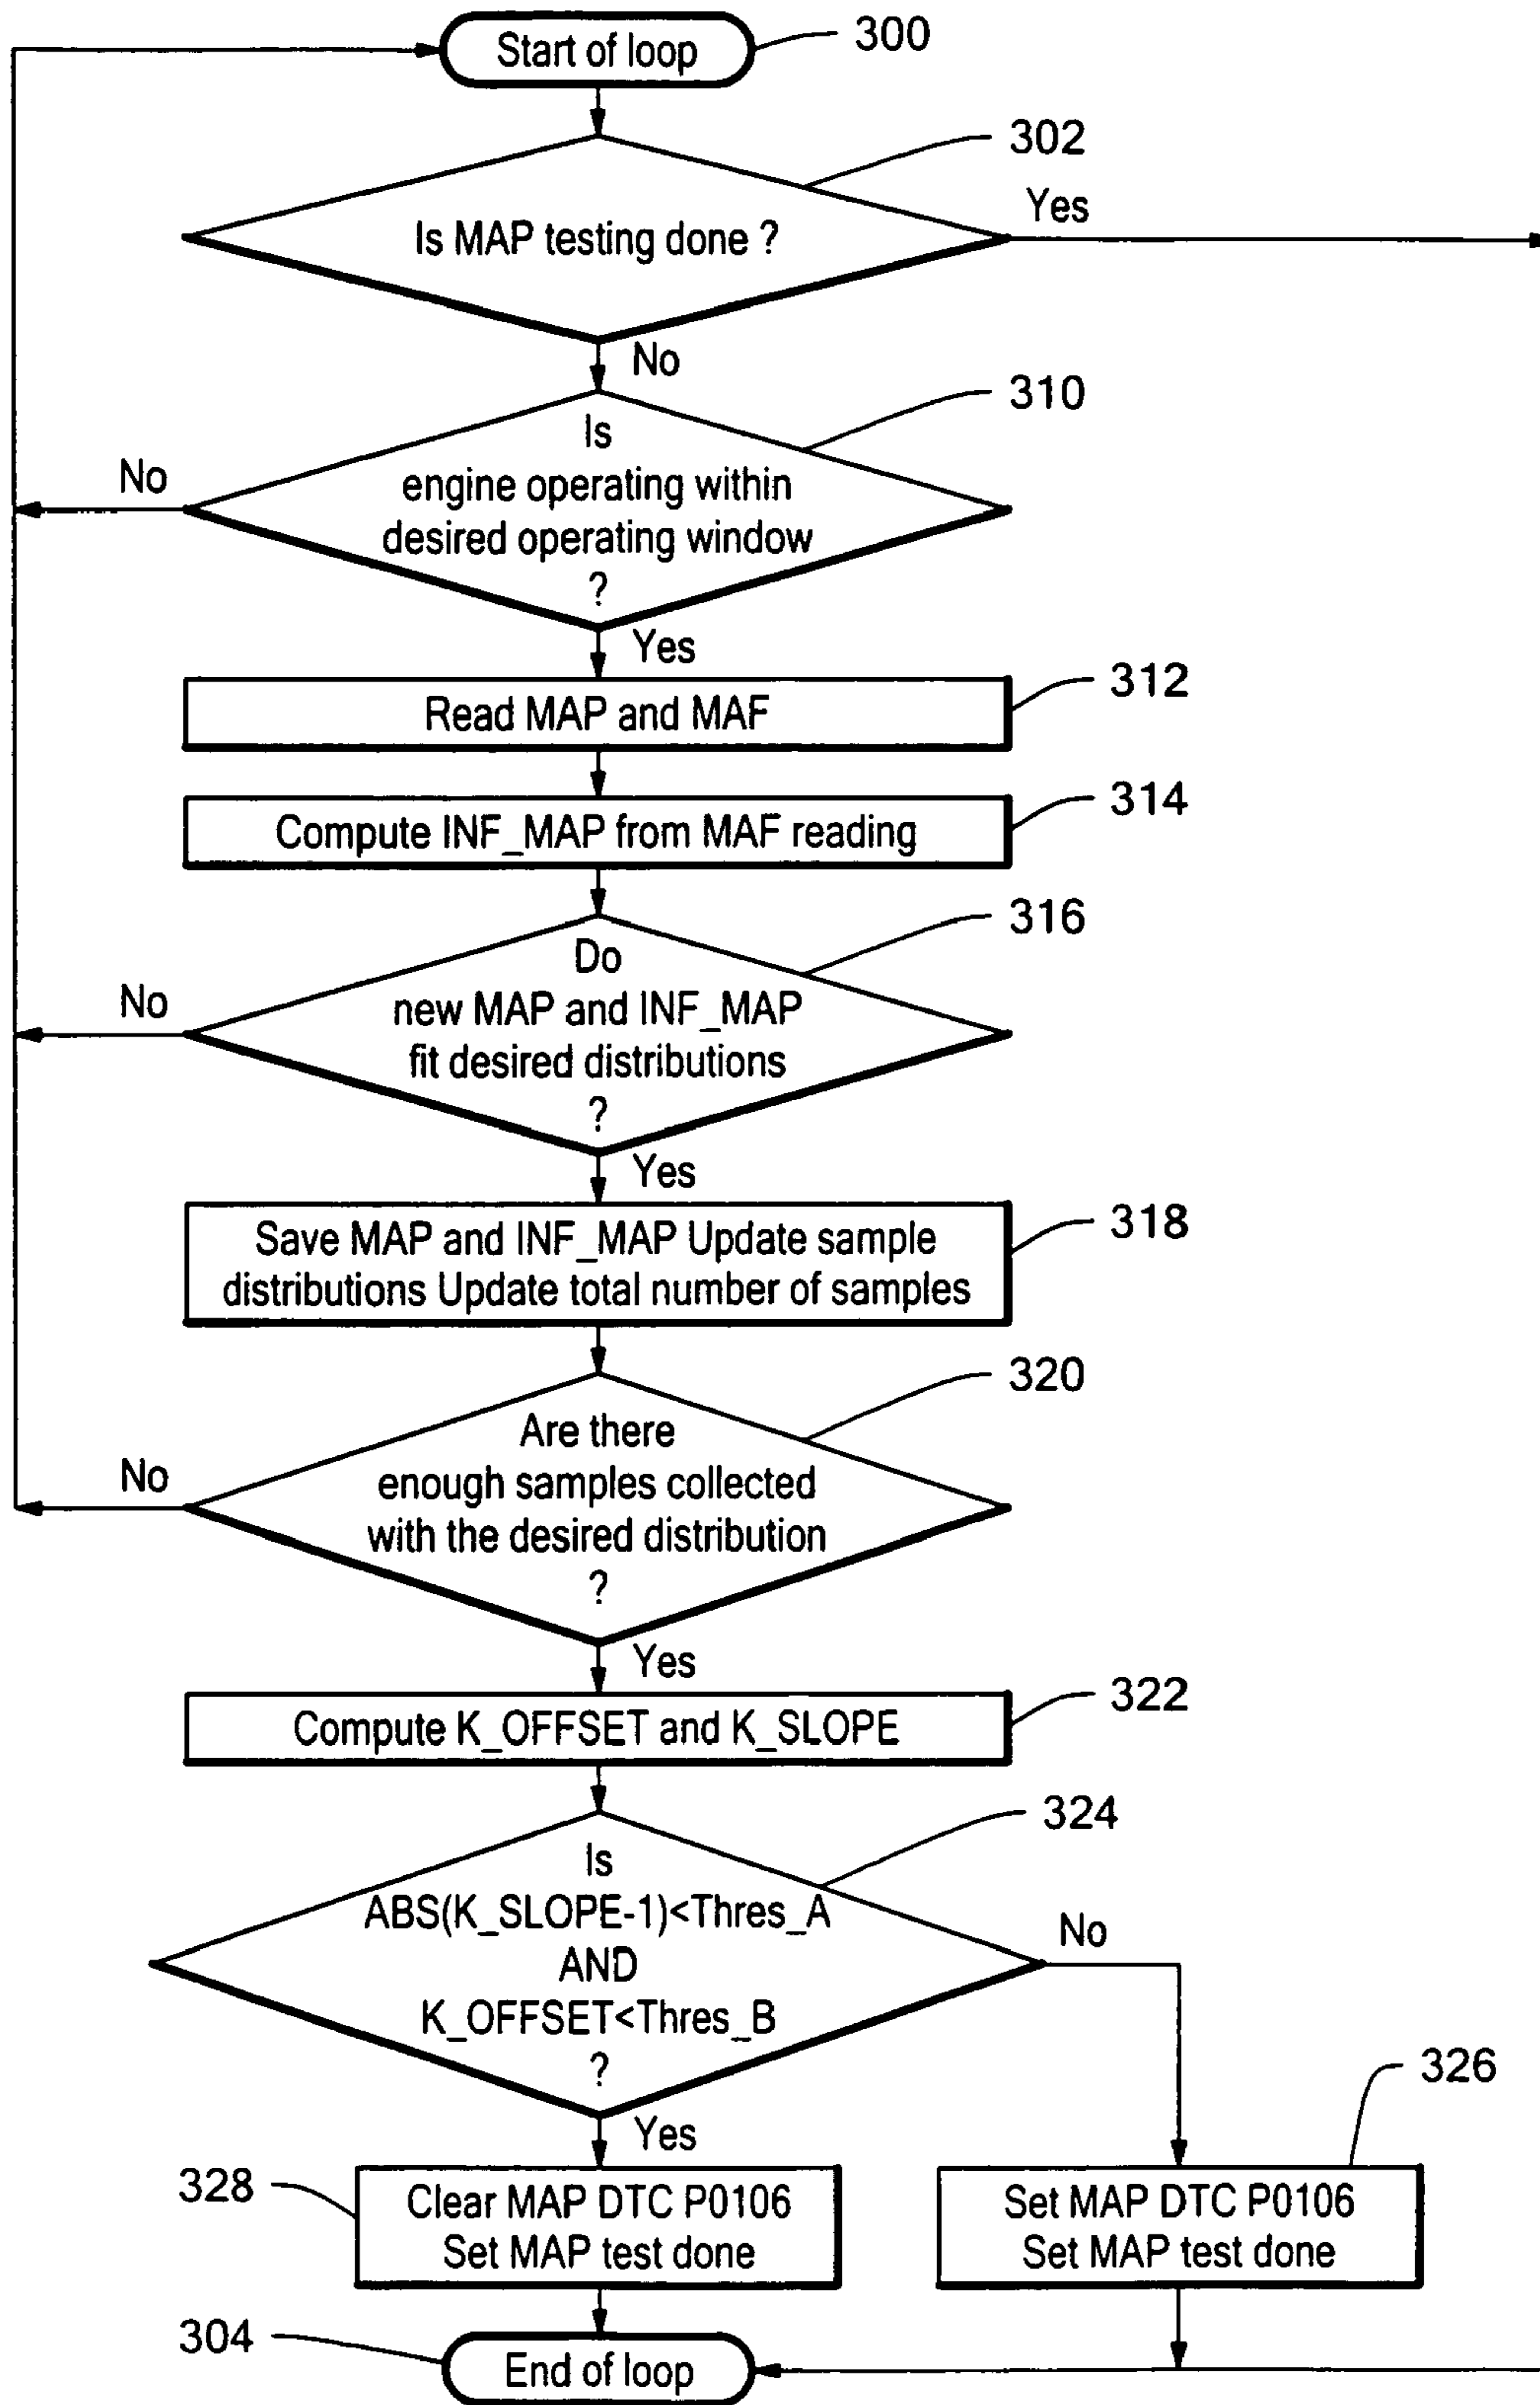 Start of loop
300
302
Is MAP testing done ?
Yes
No
310
Is
engine operating within
desired operating window
?
No
Yes
Read MAP and MAF
312
Compute INF_MAP from MAF reading
314
316
Do
new MAP and INF_MAP
fit desired distributions
?
No
Yes
Save MAP and INF_MAP Update sample
distributions Update total number of samples
318
320
Are there
enough samples collected
with the desired distribution
?
No
Yes
Compute K_OFFSET and K_SLOPE
322
324
Is
ABS(K_SLOPE-1)<Thres_A
AND
K_OFFSET<Thres_B
?
No
Yes
326
328
Clear MAP DTC P0106
Set MAP test done
Set MAP DTC P0106
Set MAP test done
304
End of loop